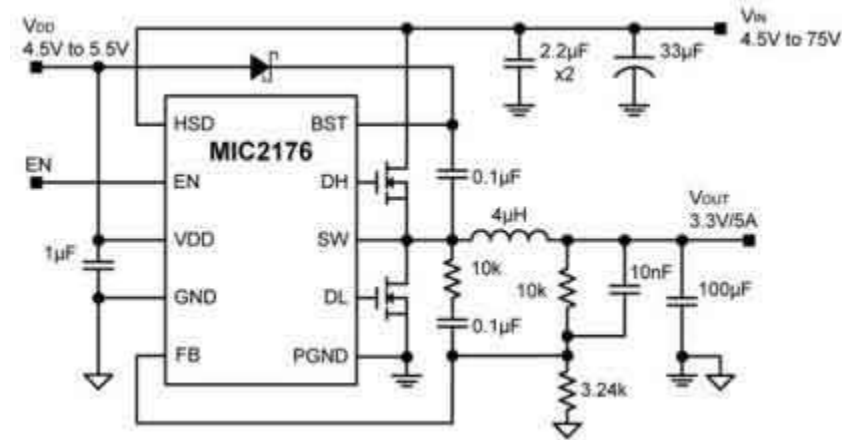 VDD
4.5V to 5.5V
VIN
4.5V to 75V
2.2µF
x2
33µF
HSD
BST
MIC2176
EN
EN
DH
0.1µF
VOUT
3.3V/5A
4µH
VDD
SW
1µF
10k
10k
10nF
100µF
GND
DL
0.1µF
FB
PGND
3.24k